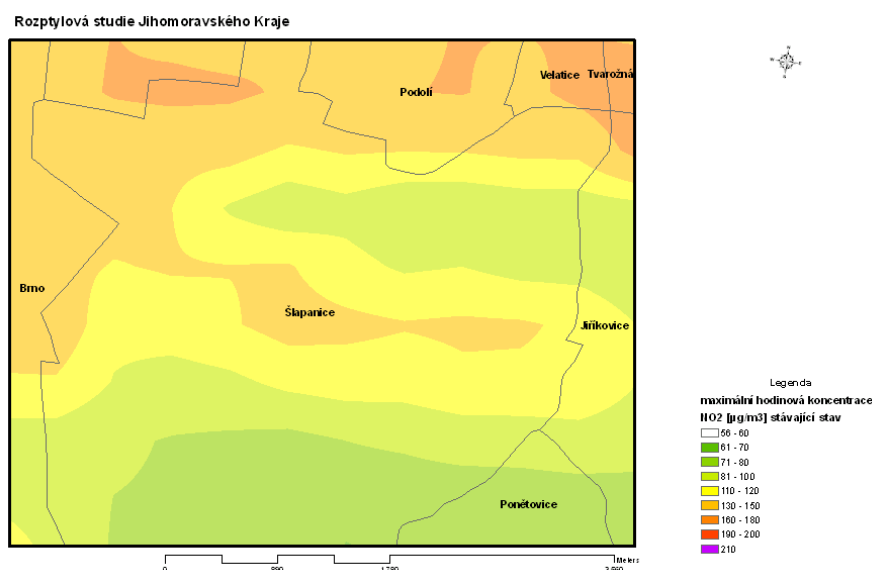 Rozptylová studie Jihomoravského Kraje
Velatice
Tvarožná
Podolí
Brno
Šlapanice
Jiříkovice
Ponětovice
Legenda
maximální hodinová koncentrace
NO2 [µg/m3] stávající stav
56 - 60
61 - 70
71 - 80
81 - 100
110 - 120
130 - 150
160 - 180
190 - 200
210
Meters
0 890 1,780 3,560